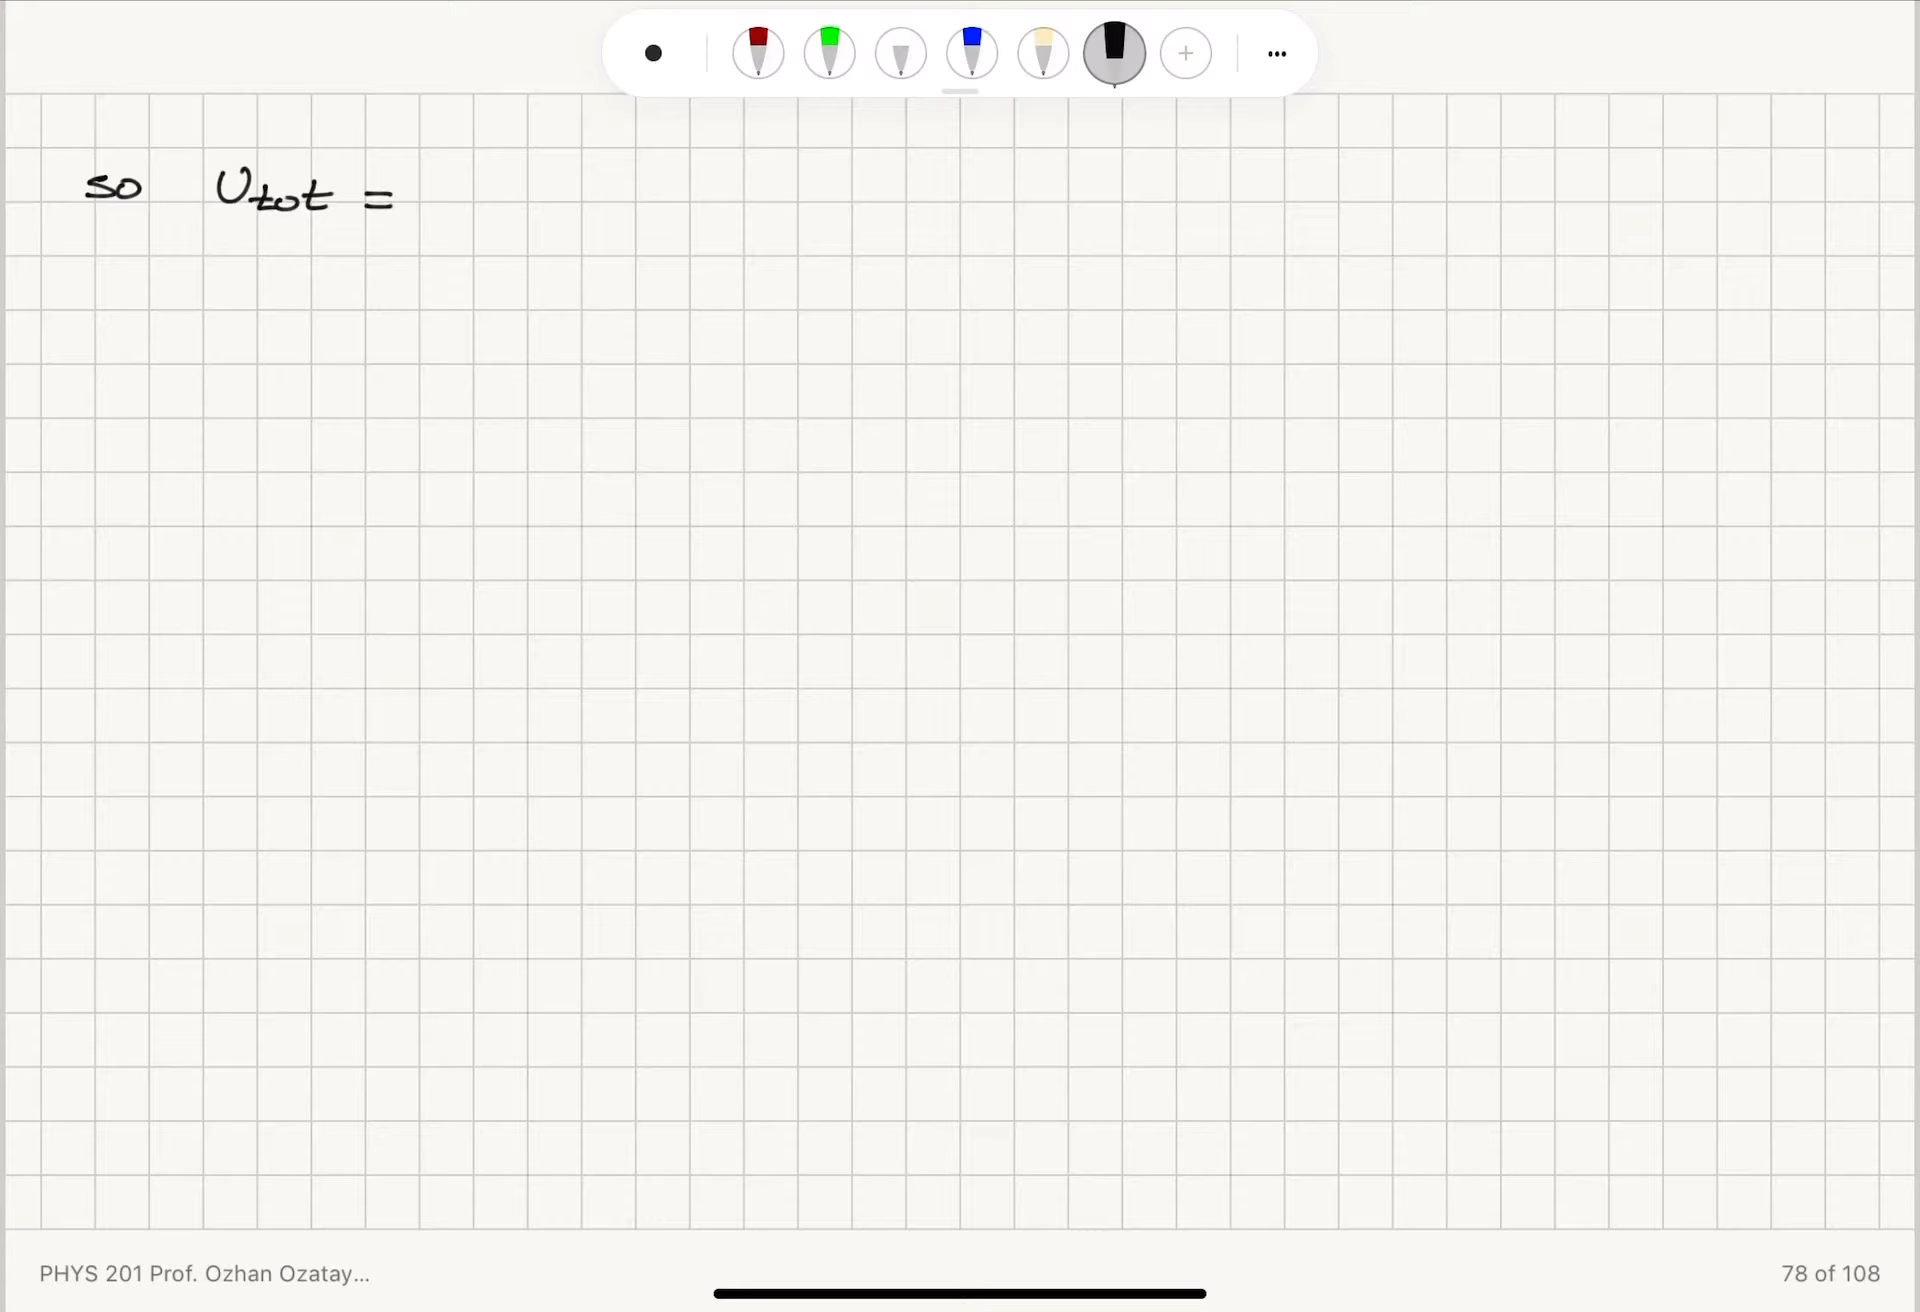 so U_tot =
PHYS 201 Prof. Ozhan Ozatay...
78 of 108